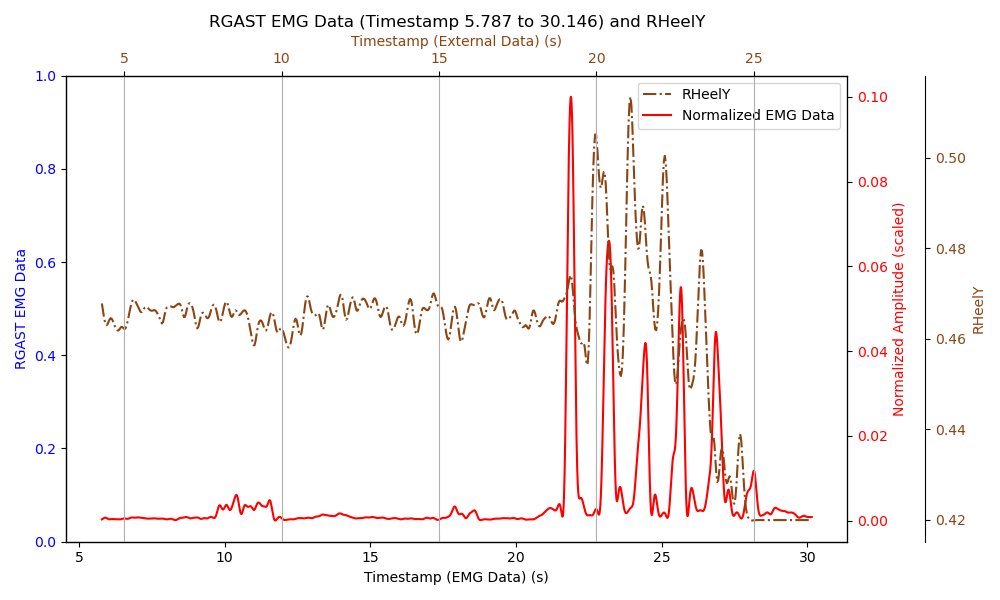 RGAST EMG Data (Timestamp 5.787 to 30.146) and RHeelY
Timestamp (External Data) (s)
5 10 15 20 25
RHeelY
Normalized EMG Data
1.0
0.8
0.6
0.4
0.2
0.0
RGAST EMG Data
0.10
0.08
0.06
0.04
0.02
0.00
Normalized Amplitude (scaled)
0.50
0.48
0.46
0.44
0.42
RHeelY
5 10 15 20 25 30
Timestamp (EMG Data) (s)